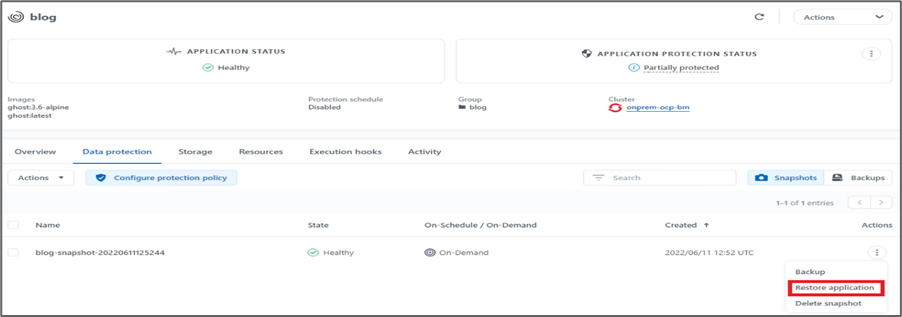 blog
Actions
APPLICATION STATUS
Healthy
APPLICATION PROTECTION STATUS
Partially protected
Images
ghost:3.6-alpine
ghost:latest
Protection schedule
Disabled
Group
blog
Cluster
onprem-ocp-bm
Overview Data protection Storage Resources Execution hooks Activity
Actions Configure protection policy Search Snapshots Backups
1–1 of 1 entries < >
Name State On-Schedule / On-Demand Created ↑ Actions
blog-snapshot-20220611125244 Healthy On-Demand 2022/06/11 12:52 UTC
Backup
Restore application
Delete snapshot